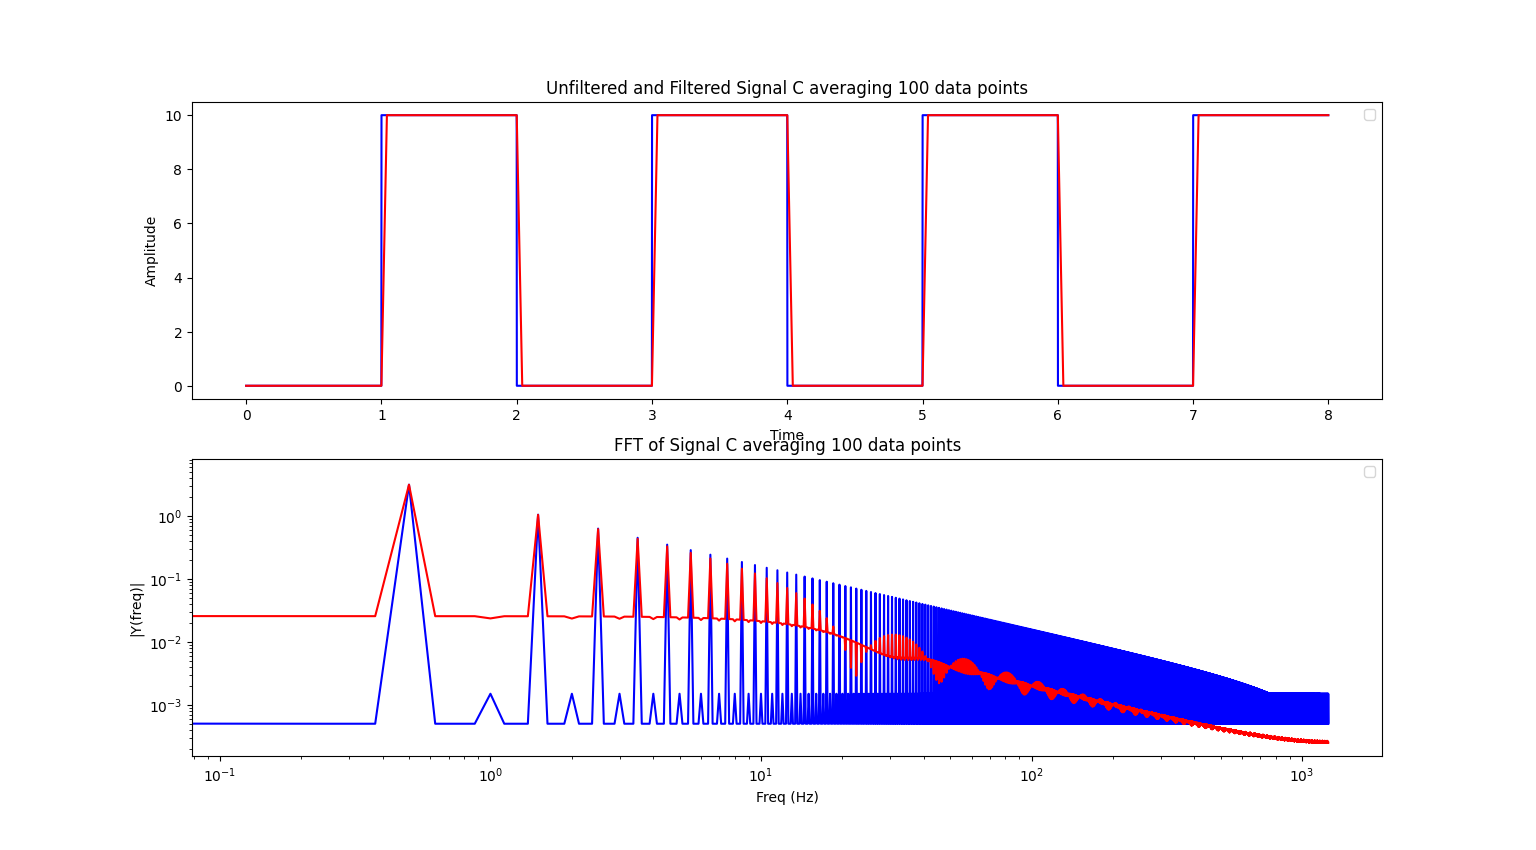 Unfiltered and Filtered Signal C averaging 100 data points
10
8
6
4
2
0
Amplitude
0 1 2 3 4 5 6 7 8
Time
FFT of Signal C averaging 100 data points
10⁰
10⁻¹
10⁻²
10⁻³
|Y(freq)|
10⁻¹ 10⁰ 10¹ 10² 10³
Freq (Hz)